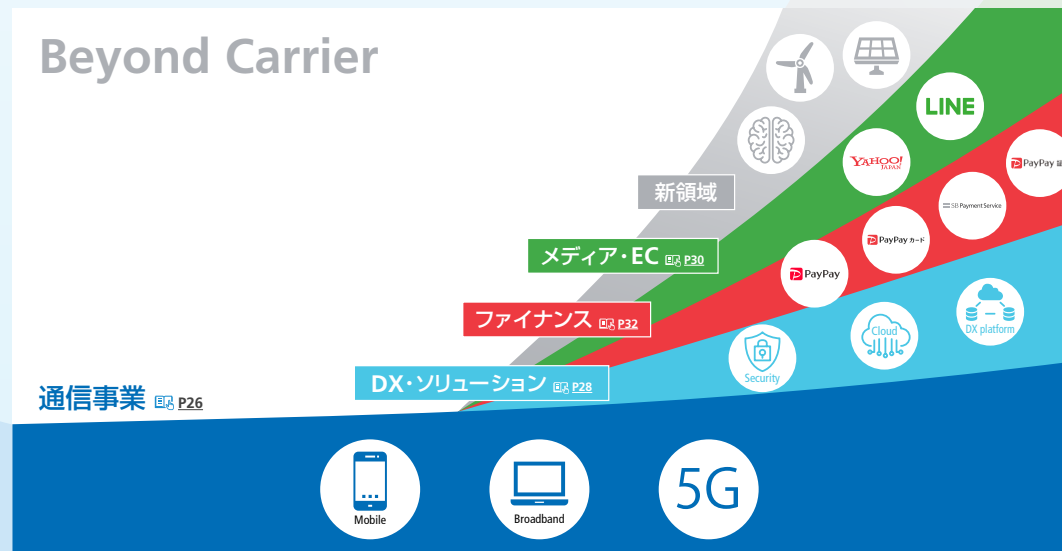 Beyond Carrier
LINE
YAHOO!
JAPAN
PayPay
新領域
SB Payment Service
メディア・EC P30
PayPay カード
PayPay
ファイナンス P32
DX platform
Cloud
Security
DX・ソリューション P28
通信事業 P26
Mobile
Broadband
5G